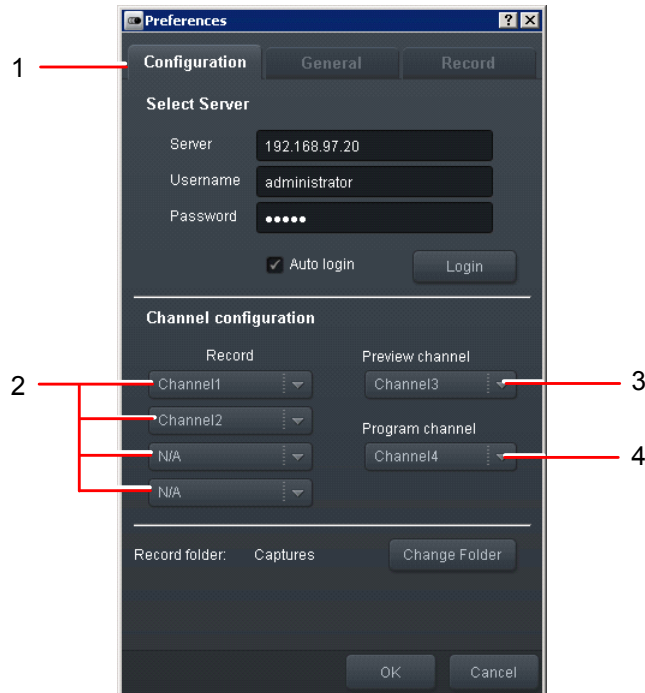 Preferences
1
Configuration General Record
Select Server
Server 192.168.97.20
Username administrator
Password •••••
Auto login Login
Channel configuration
Record Preview channel
2 Channel1 Channel3 3
Channel2
Program channel
N/A Channel4 4
N/A
Record folder: Captures Change Folder
OK Cancel